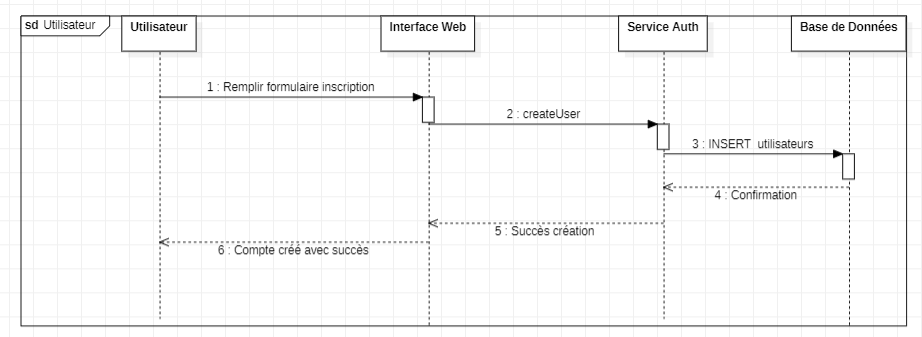 sd Utilisateur
Utilisateur
Interface Web
Service Auth
Base de Données
1 : Remplir formulaire inscription
2 : createUser
3 : INSERT  utilisateurs
4 : Confirmation
5 : Succès création
6 : Compte créé avec succès